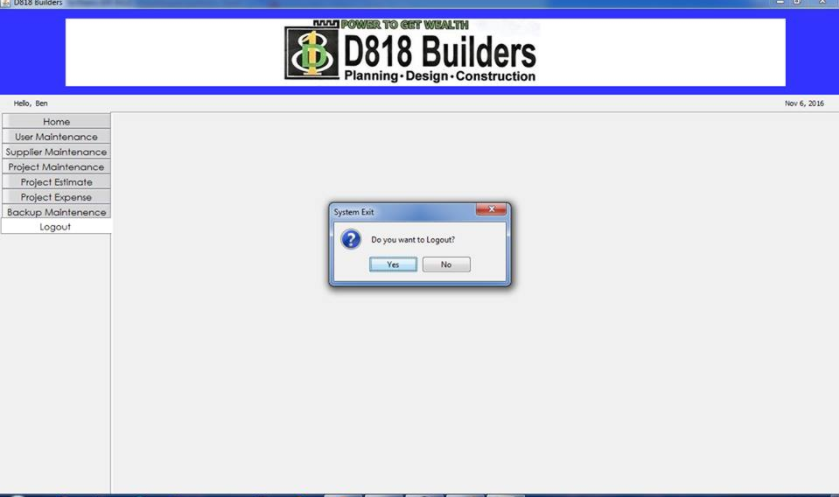 D818 Builders
POWER TO GET WEALTH
D818 Builders
Planning·Design·Construction
Hello, Ben
Nov 6, 2016
Home
User Maintenance
Supplier Maintenance
Project Maintenance
Project Estimate
Project Expense
Backup Maintenence
Logout
System Exit
Do you want to Logout?
Yes
No